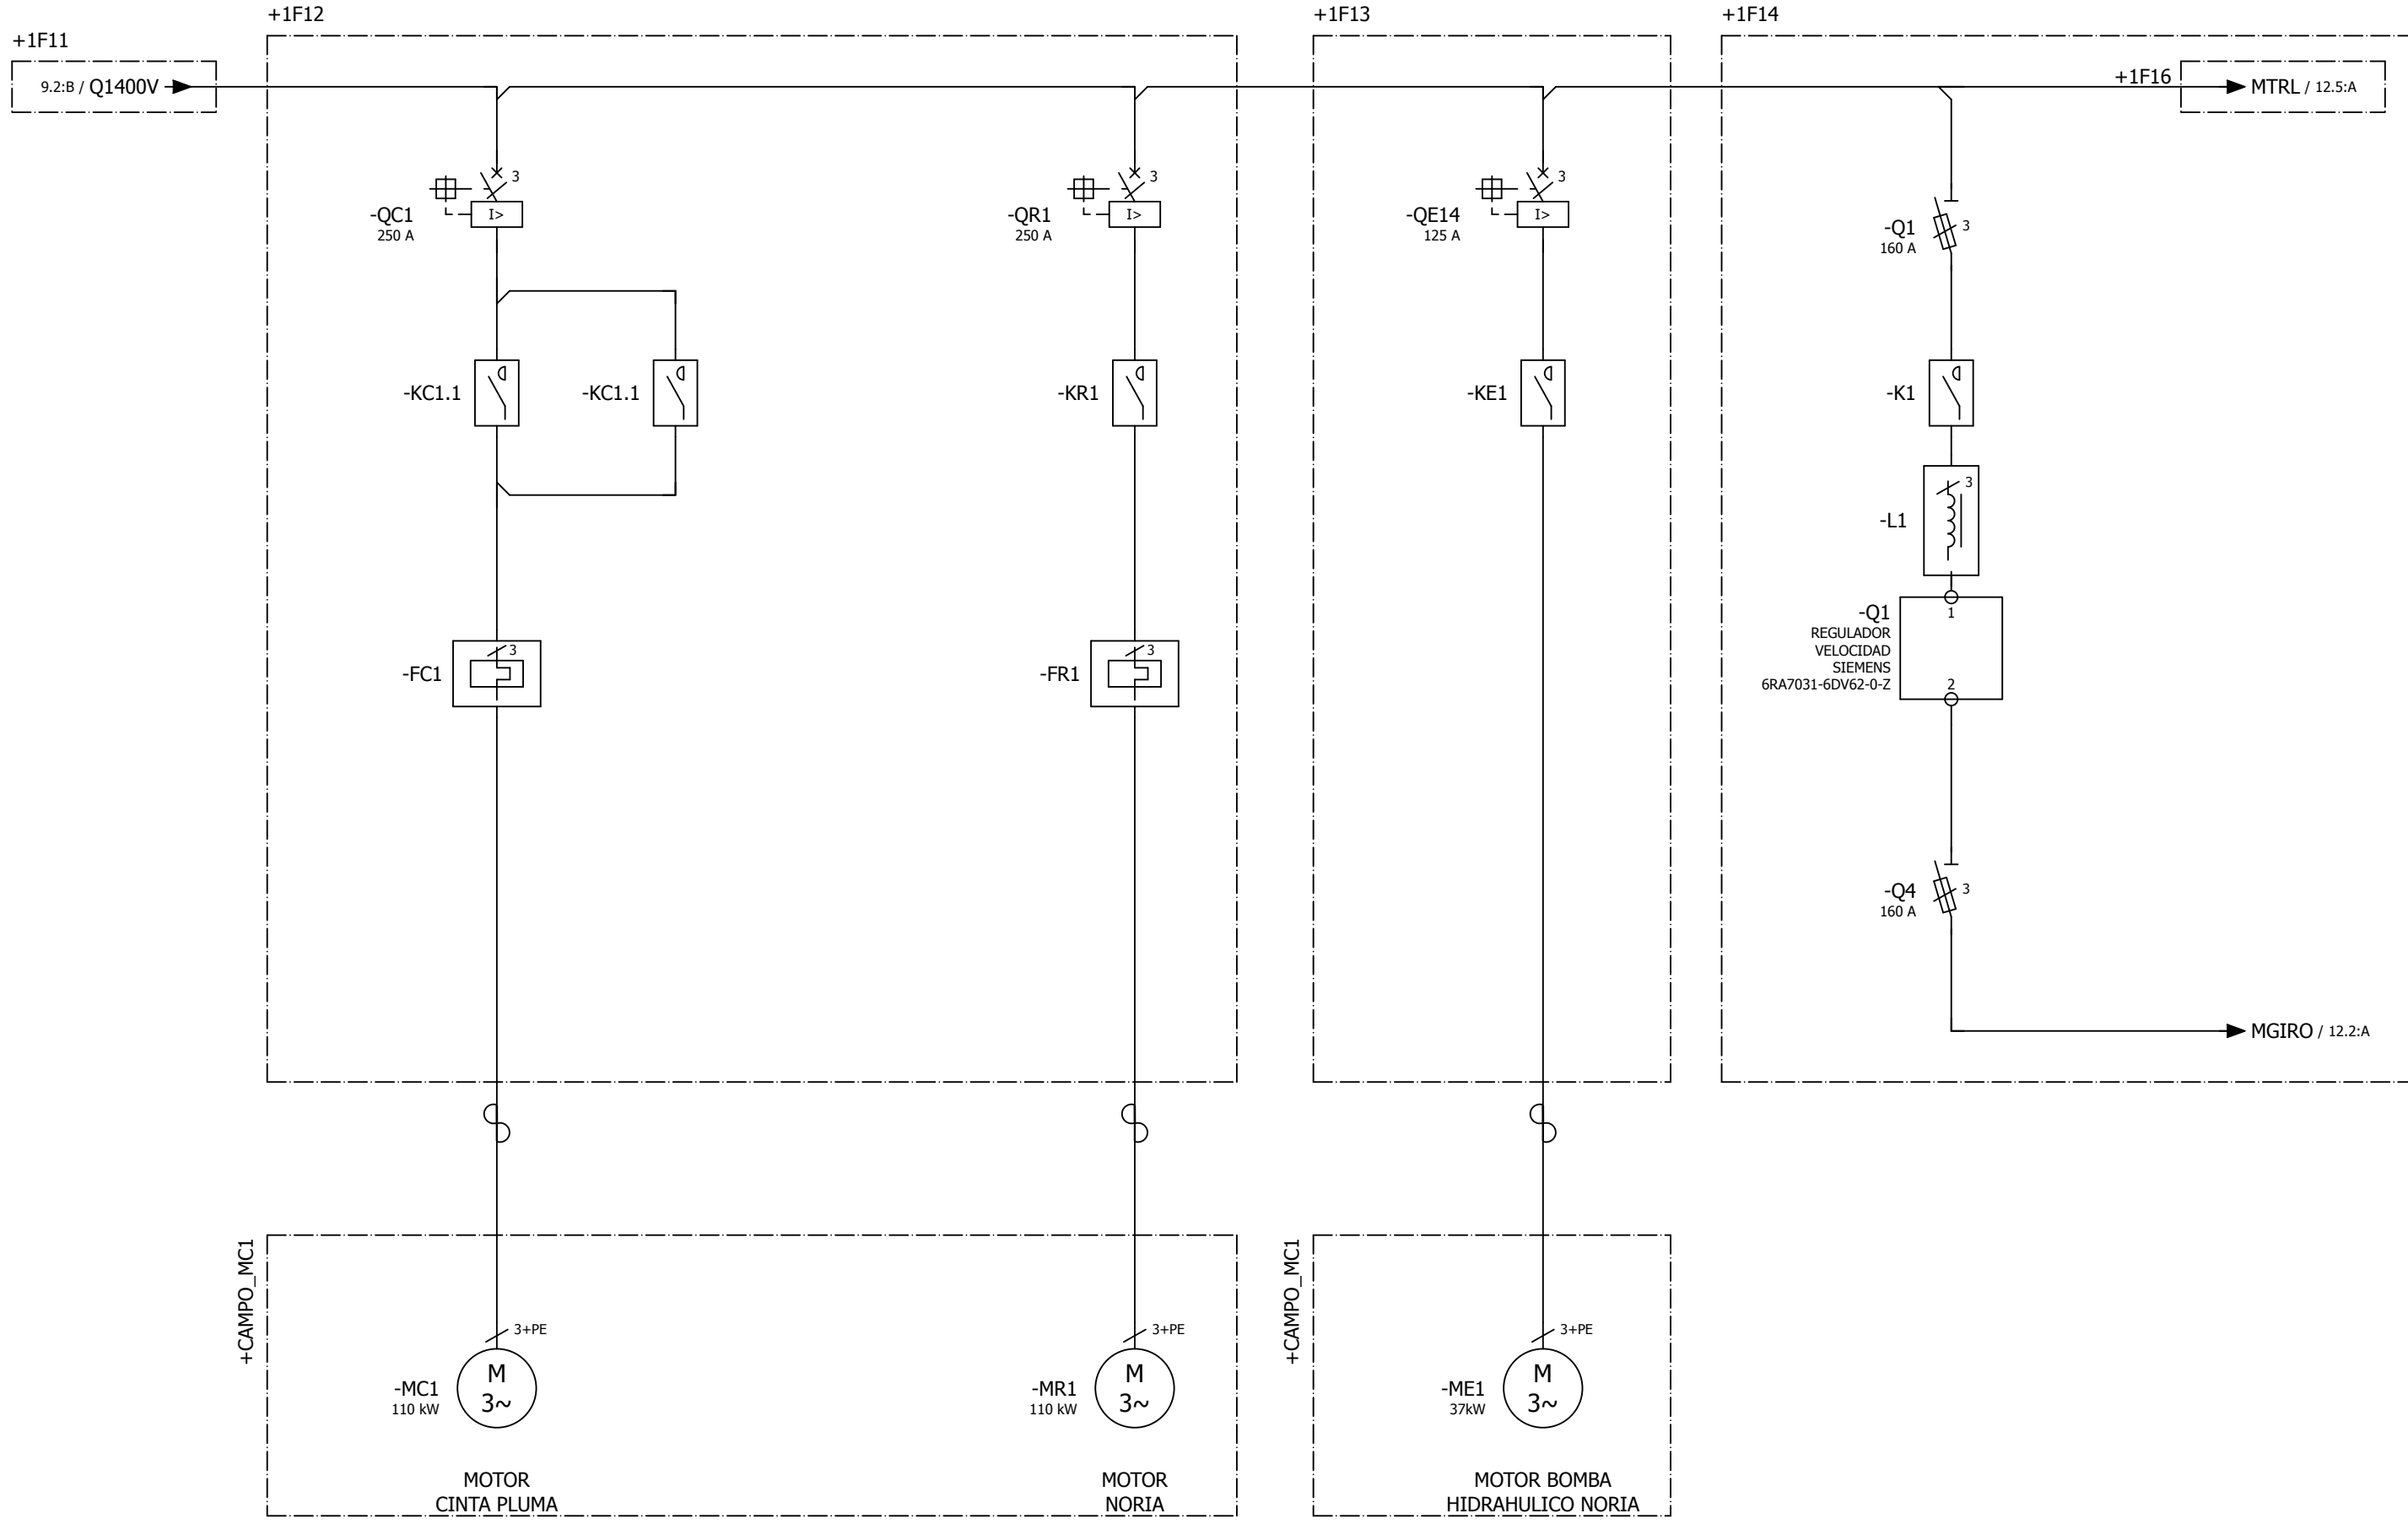 +1F12
+1F13
+1F14
+1F11
9.2:B / Q1400V
+1F16
MTRL / 12.5:A
3
-QC1
250 A
I>
3
-QR1
250 A
I>
3
-QE14
125 A
I>
-Q1
160 A
3
-KC1.1
-KC1.1
-KR1
-KE1
-K1
3
-L1
-Q1
REGULADOR
VELOCIDAD
SIEMENS
6RA7031-6DV62-0-Z
1
2
3
-FC1
3
-FR1
-Q4
160 A
3
MGIRO / 12.2:A
+CAMPO_MC1
+CAMPO_MC1
3+PE
-MC1
110 kW
M
3~
3+PE
-MR1
110 kW
M
3~
3+PE
-ME1
37kW
M
3~
MOTOR
CINTA PLUMA
MOTOR
NORIA
MOTOR BOMBA
HIDRAHULICO NORIA